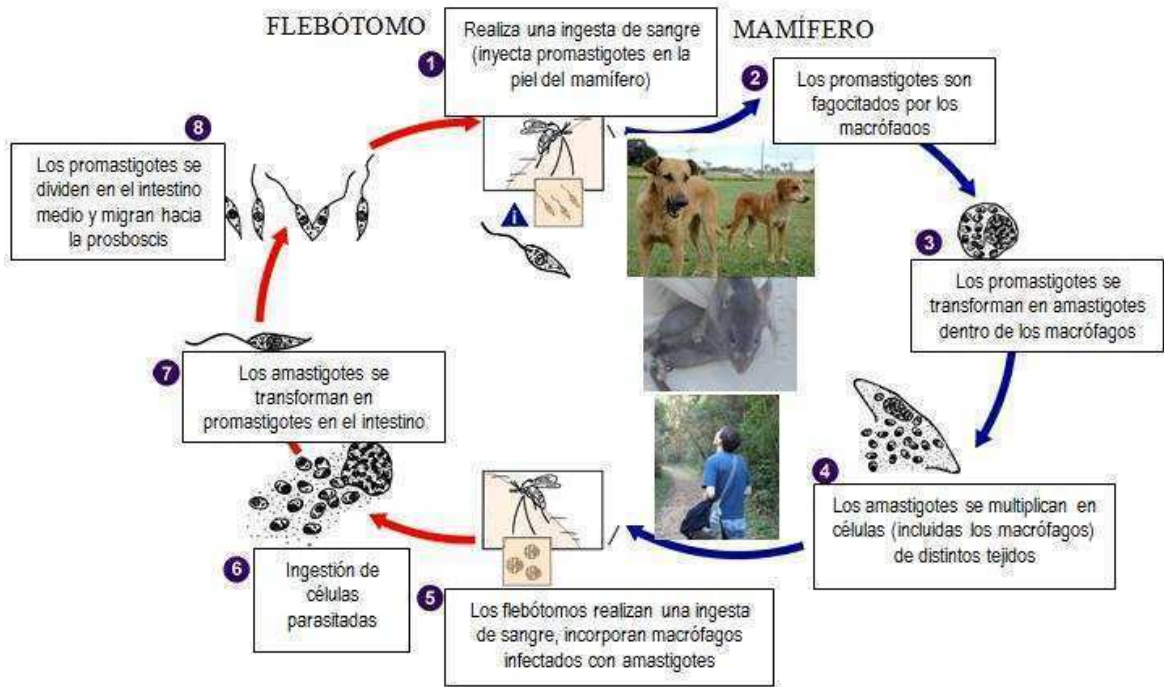 FLEBÓTOMO
MAMÍFERO
1
Realiza una ingesta de sangre
(inyecta promastigotes en la
piel del mamífero)
2
Los promastigotes son
fagocitados por los
macrófagos
3
Los promastigotes se
transforman en amastigotes
dentro de los macrófagos
4
Los amastigotes se multiplican en
células (incluidas los macrófagos)
de distintos tejidos
5
Los flebótomos realizan una ingesta
de sangre, incorporan macrófagos
infectados con amastigotes
6
Ingestión de
células
parasitadas
7
Los amastigotes se
transforman en
promastigotes en el intestino
8
Los promastigotes se
dividen en el intestino
medio y migran hacia
la prosboscis
i